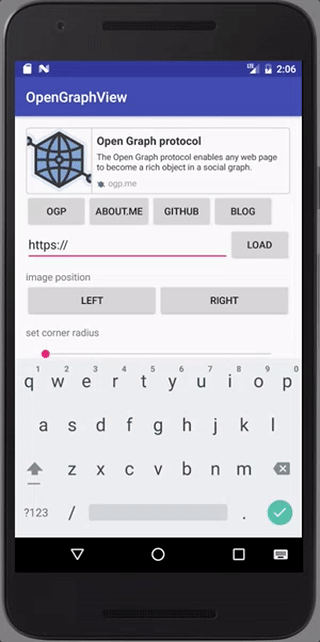 LTE 2:06
OpenGraphView
Open Graph protocol
The Open Graph protocol enables any web page
to become a rich object in a social graph.
ogp.me
OGP ABOUT.ME GITHUB BLOG
https:// LOAD
image position
LEFT RIGHT
set corner radius
1 2 3 4 5 6 7 8 9 0
q w e r t y u i o p
a s d f g h j k l
z x c v b n m
?123 / .